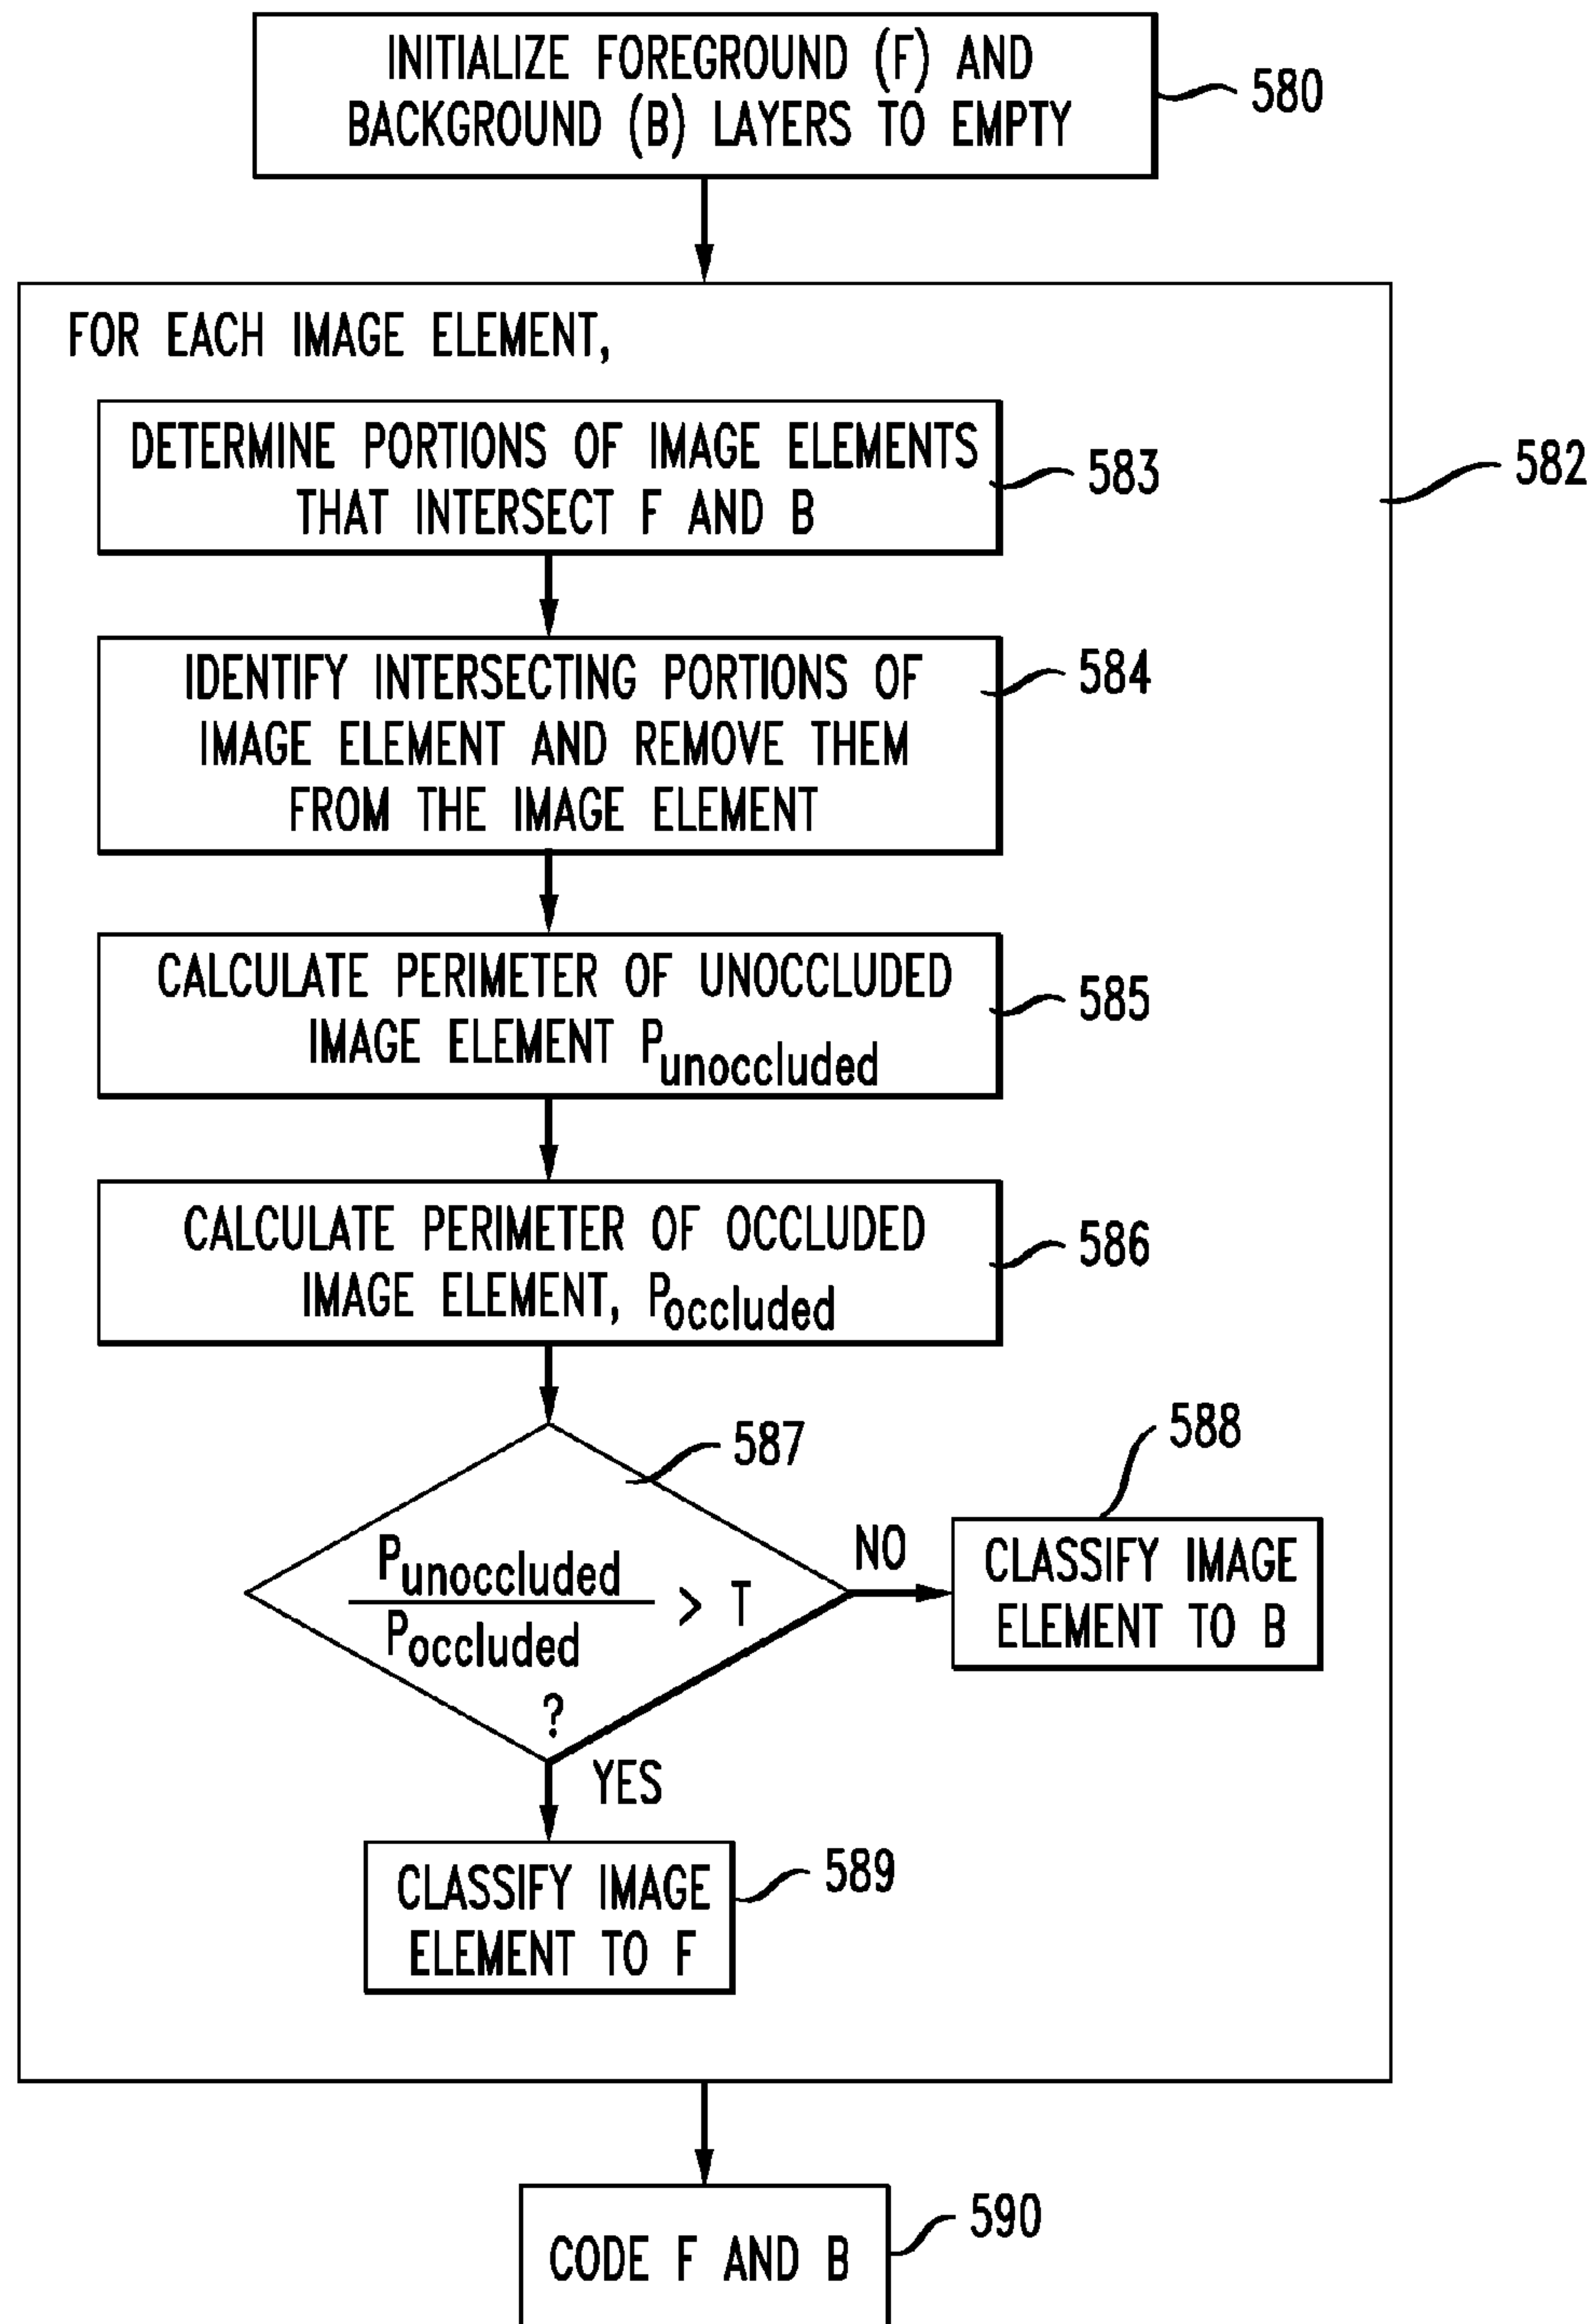 INITIALIZE FOREGROUND (F) AND
BACKGROUND (B) LAYERS TO EMPTY
580
FOR EACH IMAGE ELEMENT,
582
DETERMINE PORTIONS OF IMAGE ELEMENTS
THAT INTERSECT F AND B
583
IDENTIFY INTERSECTING PORTIONS OF
IMAGE ELEMENT AND REMOVE THEM
FROM THE IMAGE ELEMENT
584
CALCULATE PERIMETER OF UNOCCLUDED
IMAGE ELEMENT Punoccluded
585
CALCULATE PERIMETER OF OCCLUDED
IMAGE ELEMENT, Poccluded
586
587
Punoccluded
Poccluded
> T
?
NO
588
CLASSIFY IMAGE
ELEMENT TO B
YES
589
CLASSIFY IMAGE
ELEMENT TO F
590
CODE F AND B